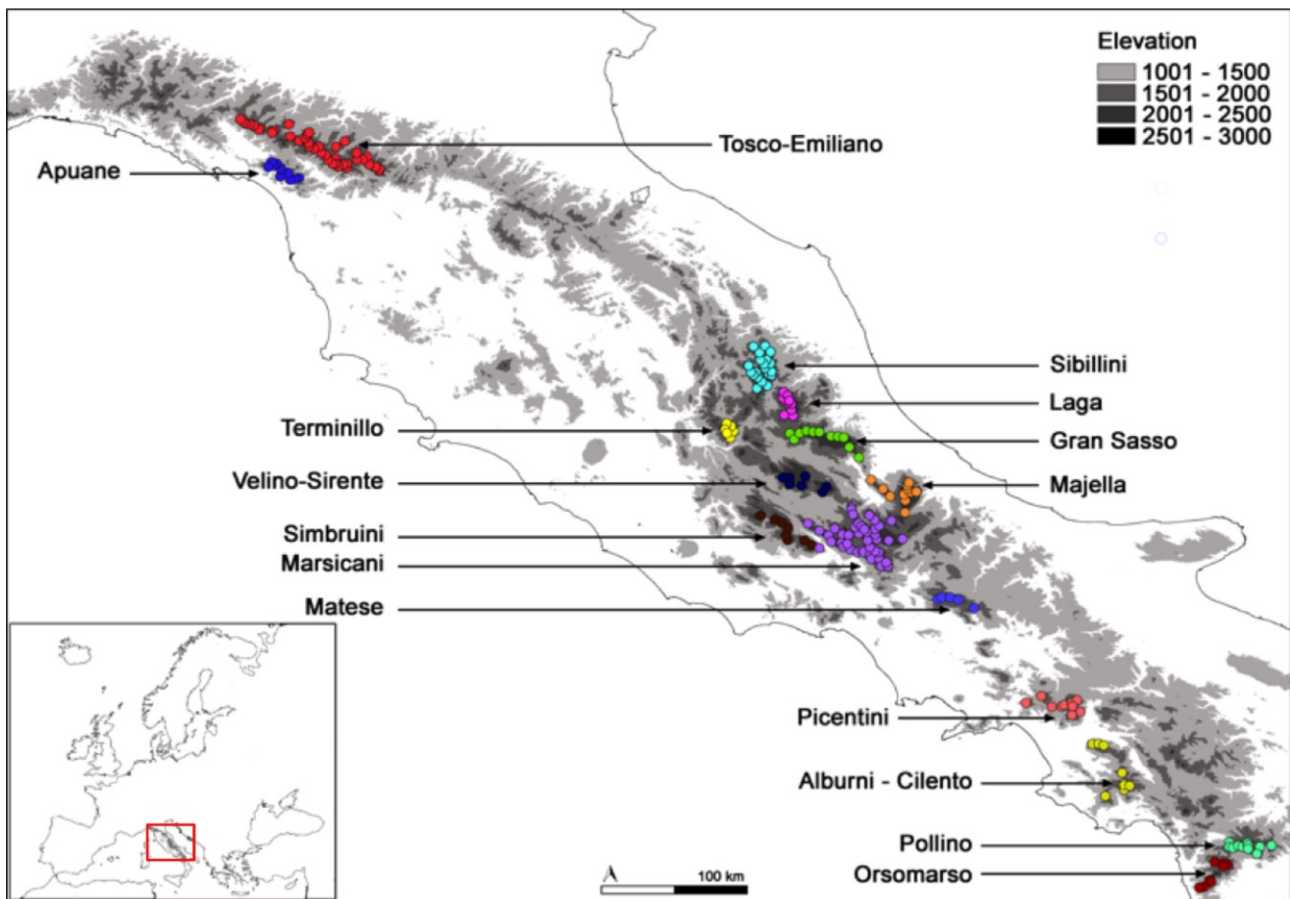 Elevation
1001 - 1500
1501 - 2000
2001 - 2500
2501 - 3000
Tosco-Emiliano
Apuane
Sibillini
Laga
Terminillo
Gran Sasso
Velino-Sirente
Majella
Simbruini
Marsicani
Matese
Picentini
Alburni - Cilento
Pollino
Orsomarso
100 km